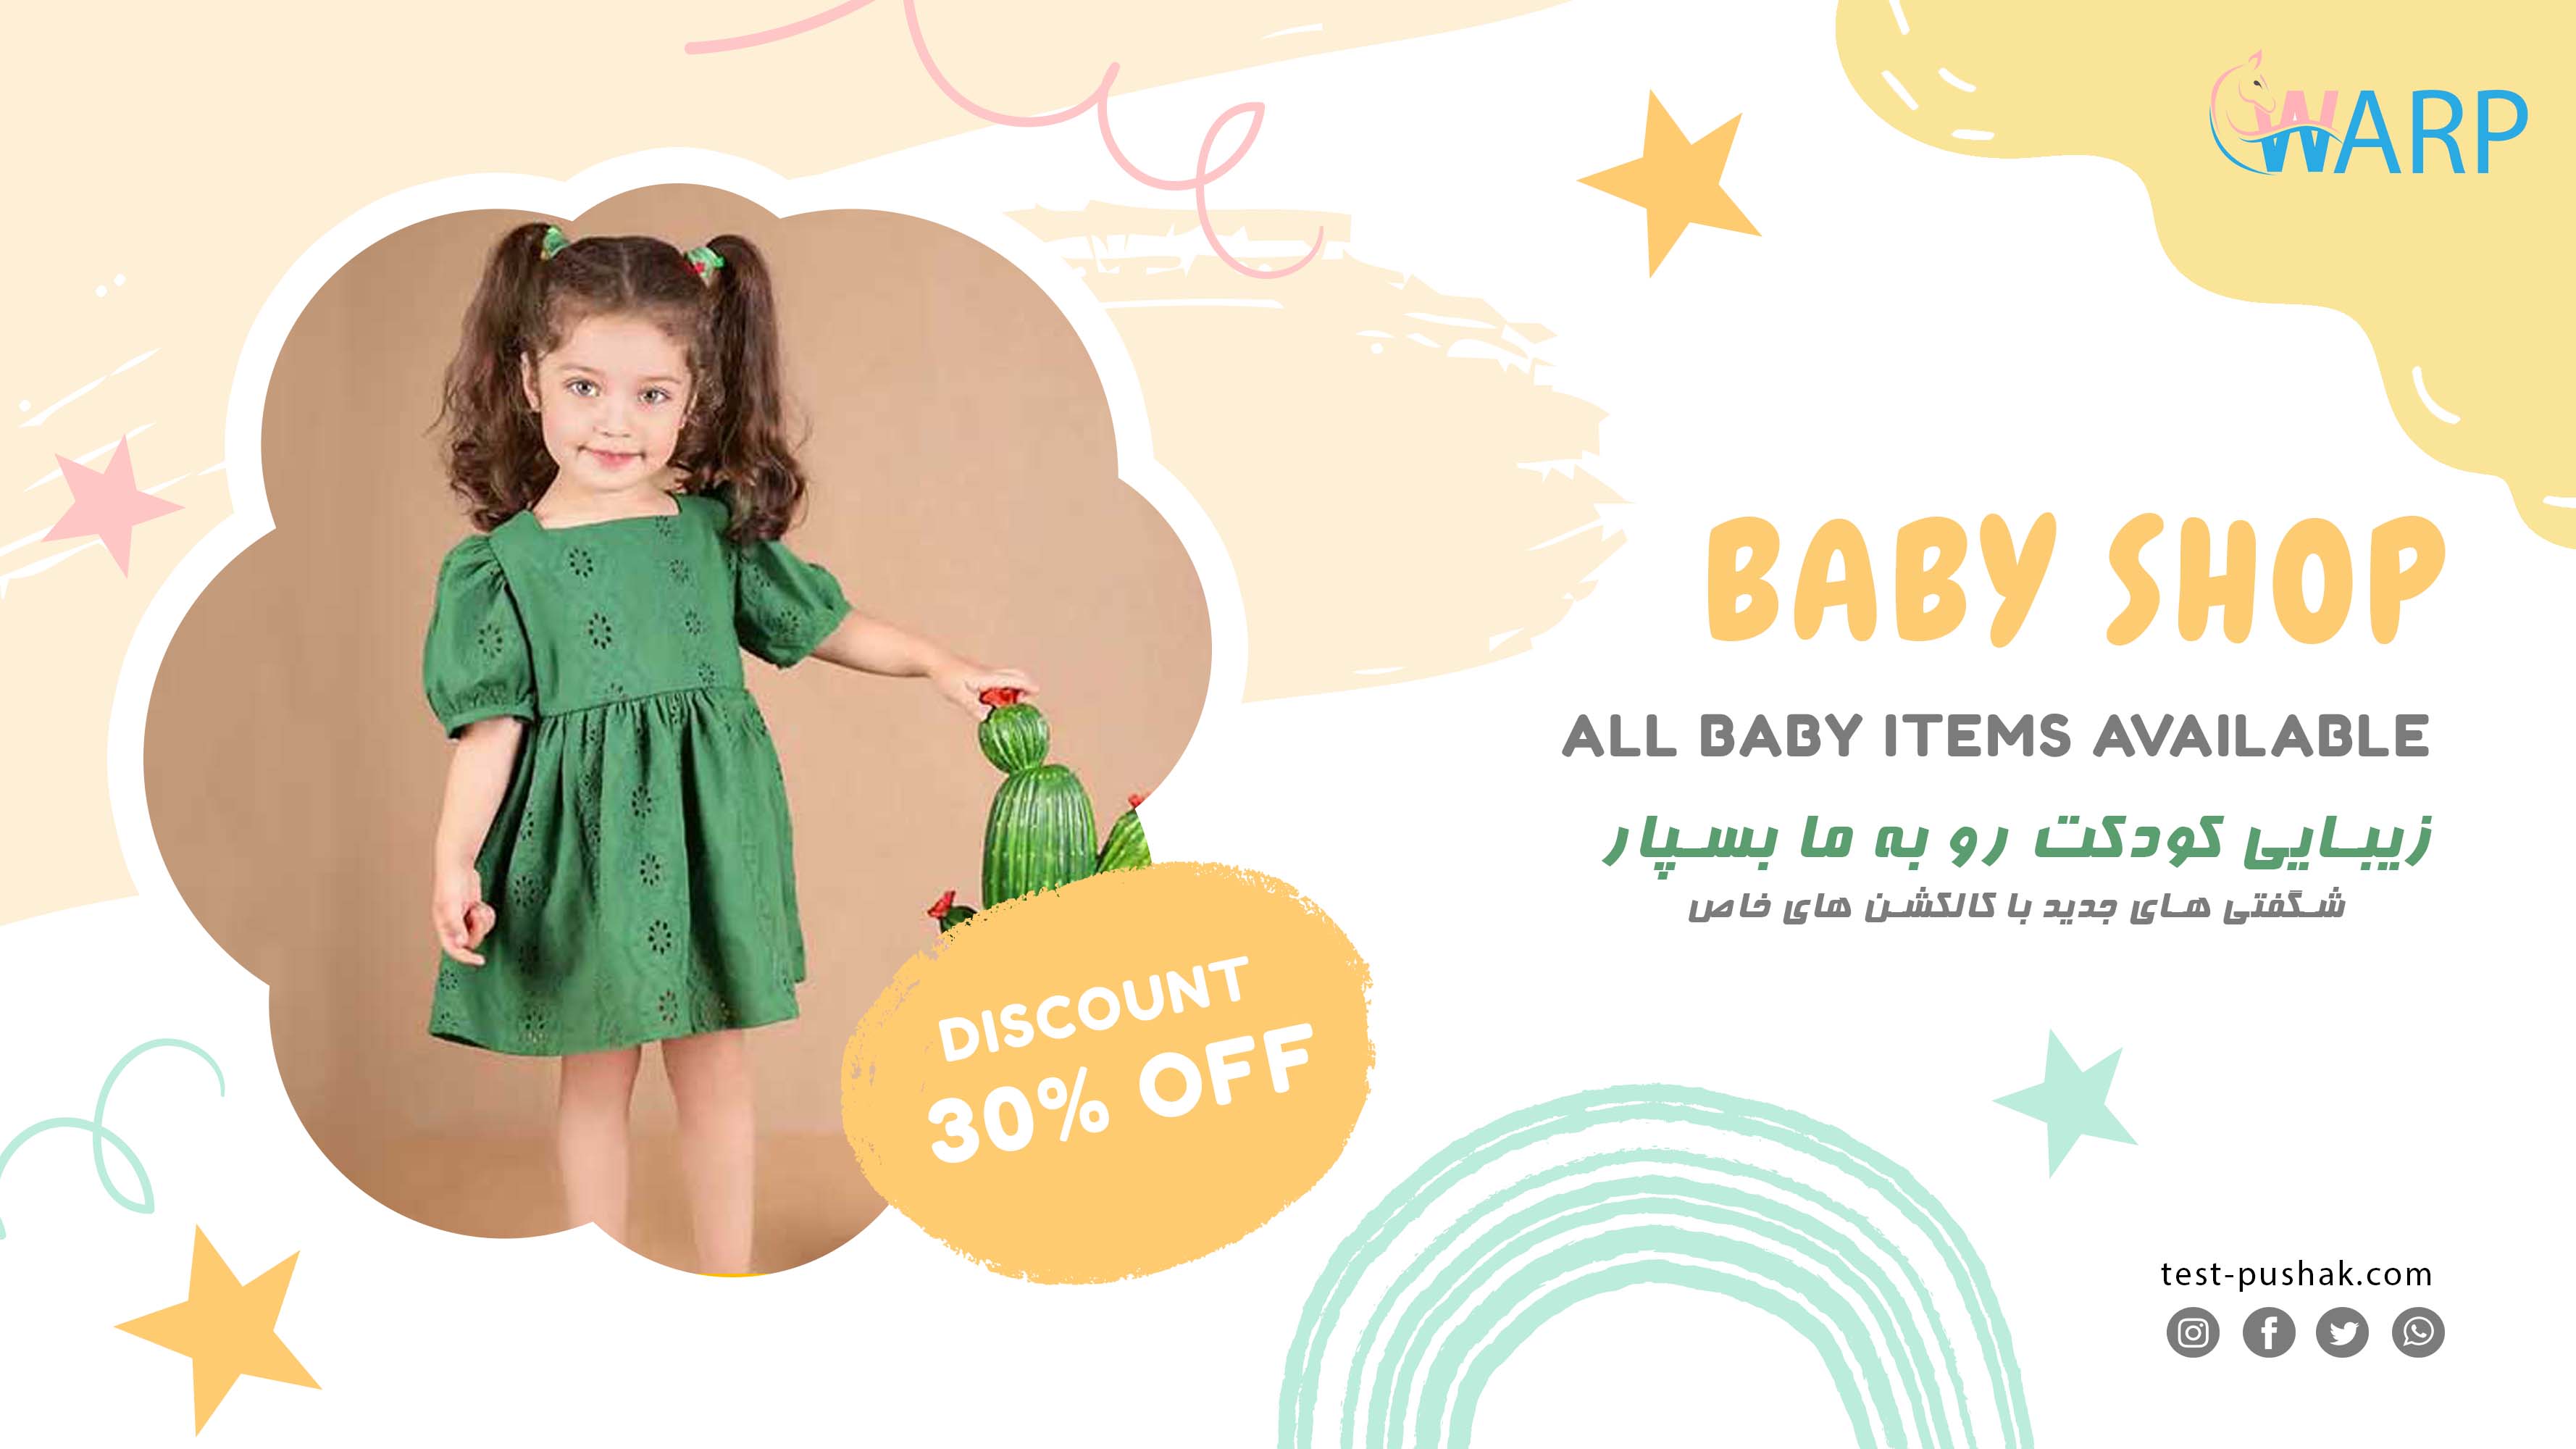 WARP
BABY SHOP
ALL BABY ITEMS AVAILABLE
زیبایی کودکت رو به ما بسپار
شگفتی های جدید با کالکشن های خاص
DISCOUNT
30% OFF
test-pushak.com